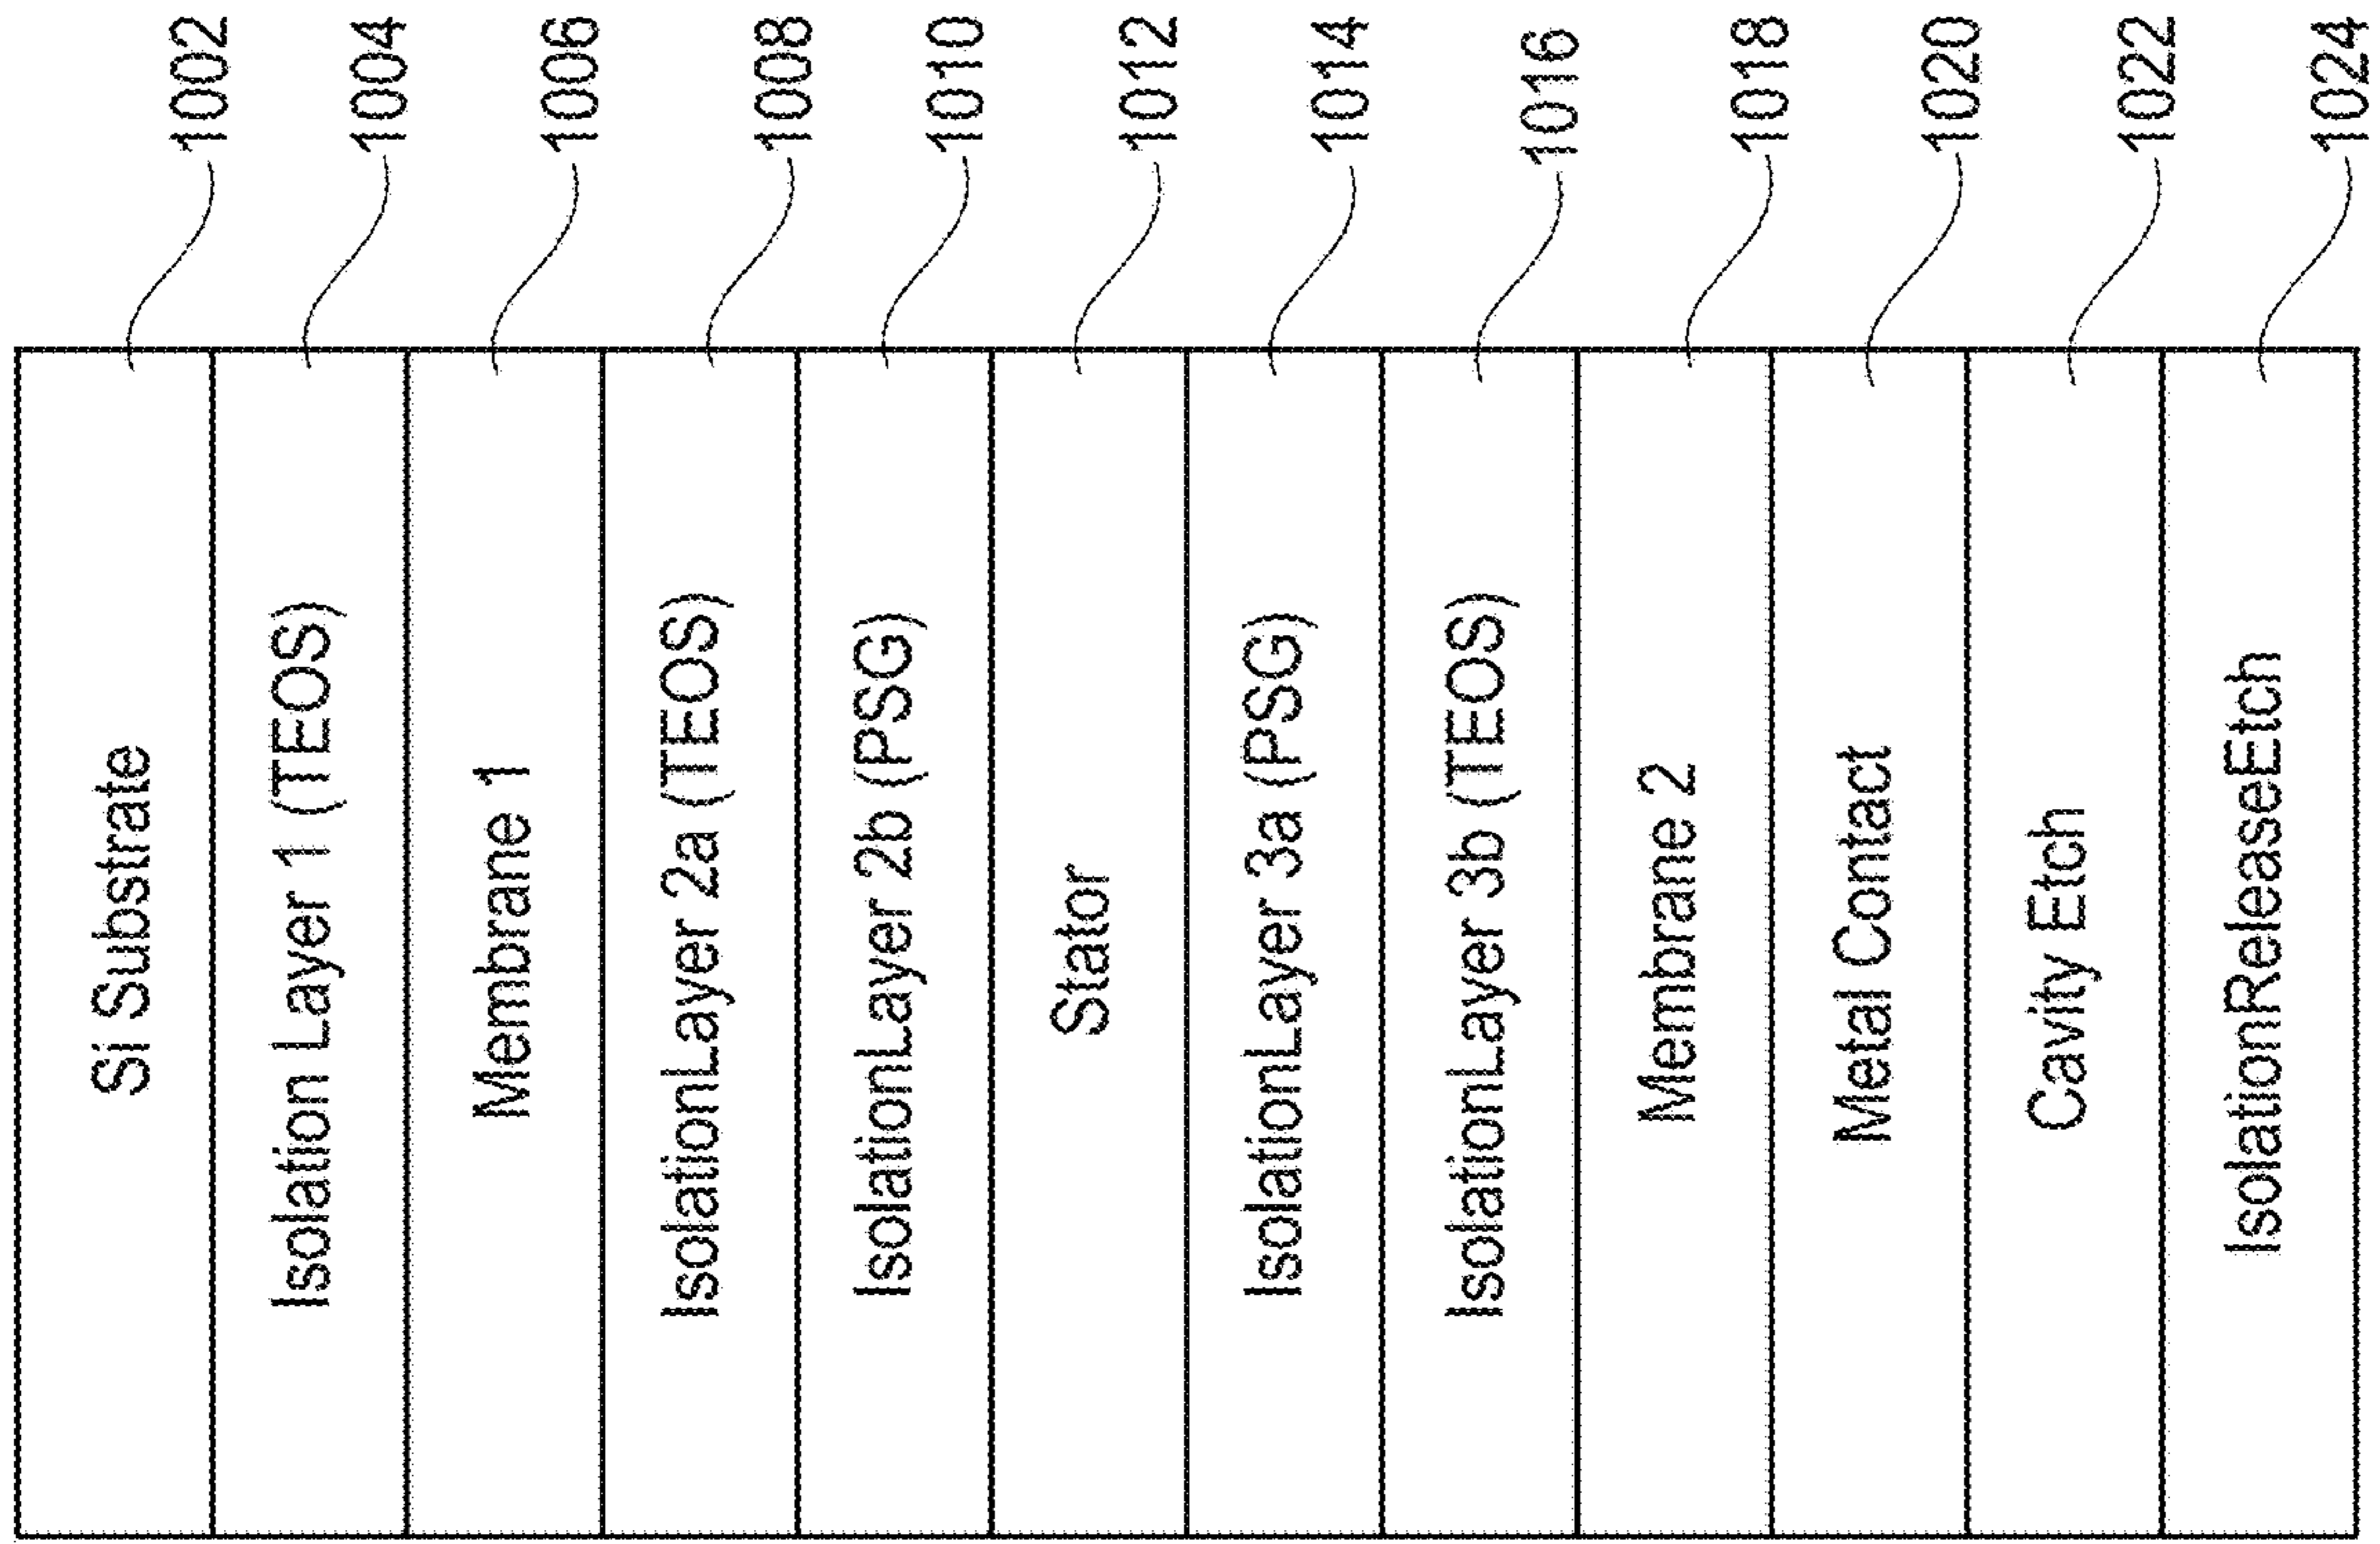 Si Substrate 1002
Isolation Layer 1 (TEOS) 1004
Membrane 1 1006
IsolationLayer 2a (TEOS) 1008
IsolationLayer 2b (PSG) 1010
Stator 1012
IsolationLayer 3a (PSG) 1014
IsolationLayer 3b (TEOS) 1016
Membrane 2 1018
Metal Contact 1020
Cavity Etch 1022
IsolationReleaseEtch 1024